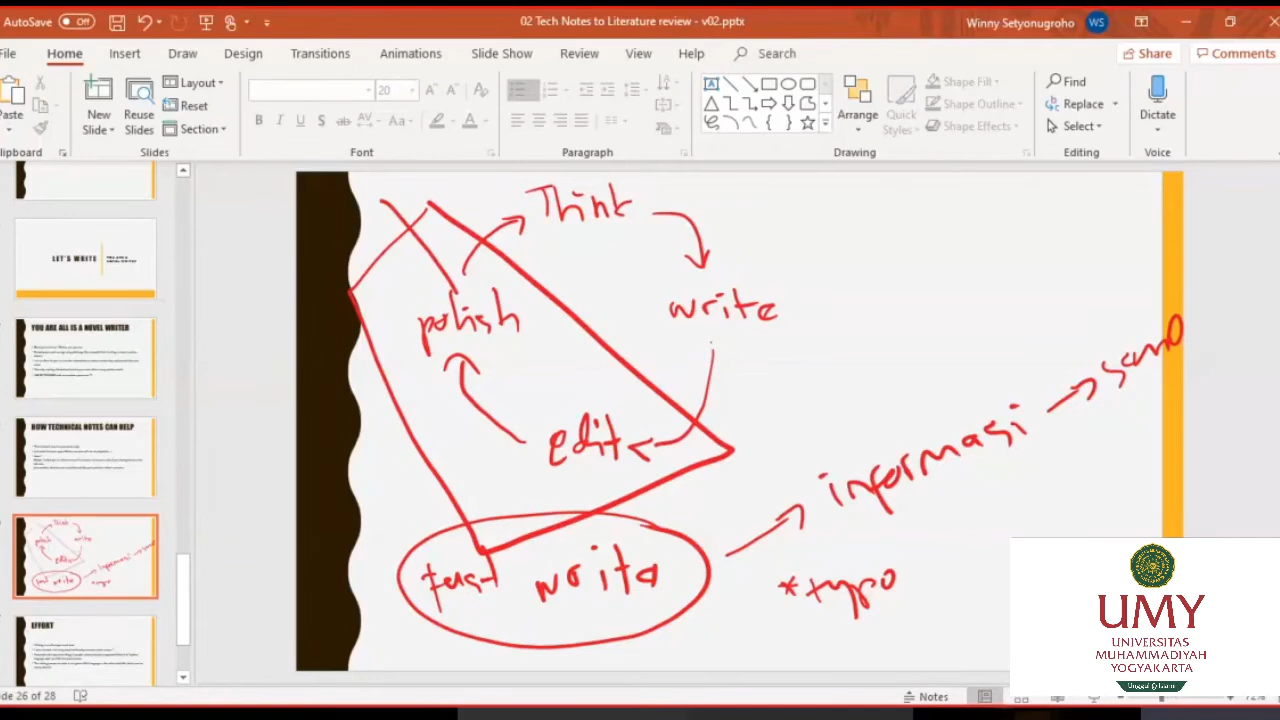 AutoSave Off 02 Tech Notes to Literature review - v02.pptx Winny Setyonugroho WS
File Home Insert Draw Design Transitions Animations Slide Show Review View Help Search Share Comments
Paste New Slide Reuse Slides Layout Reset Section 20 Arrange Quick Styles Shape Fill Shape Outline Shape Effects Find Replace Select Dictate
Clipboard Slides Font Paragraph Drawing Editing Voice
LET'S WRITE
YOU ARE ALL IS A NOVEL WRITER
HOW TECHNICAL NOTES CAN HELP
EFFORT
Think
write
polish
edit
informasi
write
*typo
UMY
UNIVERSITAS
MUHAMMADIYAH
YOGYAKARTA
Unggul & Islami
Slide 26 of 28 Notes 72%